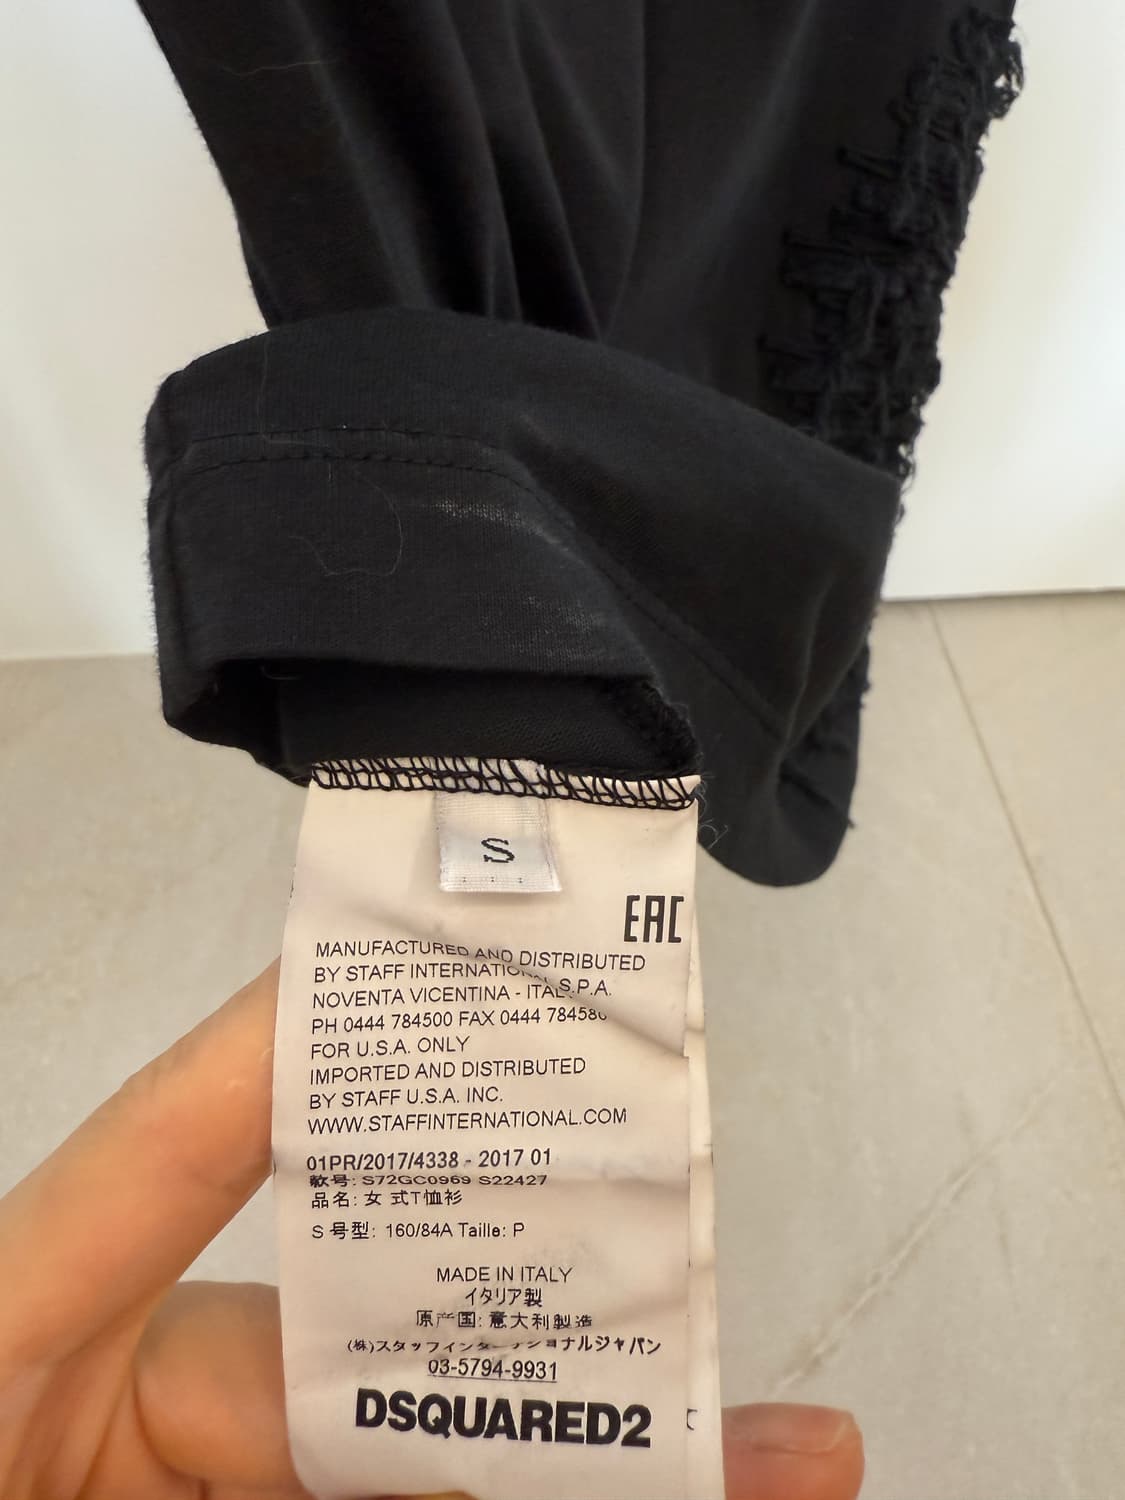 S
EAC
MANUFACTURED AND DISTRIBUTED
BY STAFF INTERNATIONAL S.P.A.
NOVENTA VICENTINA - ITALY
PH 0444 784500 FAX 0444 784580
FOR U.S.A. ONLY
IMPORTED AND DISTRIBUTED
BY STAFF U.S.A. INC.
WWW.STAFFINTERNATIONAL.COM
01PR/2017/4338 - 2017 01
款号: S72GC0969 S22427
品名: 女 式T恤衫
S 号型: 160/84A Taille: P
MADE IN ITALY
イタリア製
原产国: 意大利製造
(株)スタッフインターナショナルジャパン
03-5794-9931
DSQUARED2